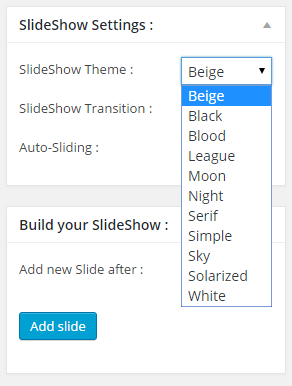 SlideShow Settings :
SlideShow Theme :
Beige
Beige
Black
Blood
League
Moon
Night
Serif
Simple
Sky
Solarized
White
SlideShow Transition :
Auto-Sliding :
Build your SlideShow :
Add new Slide after :
Add slide